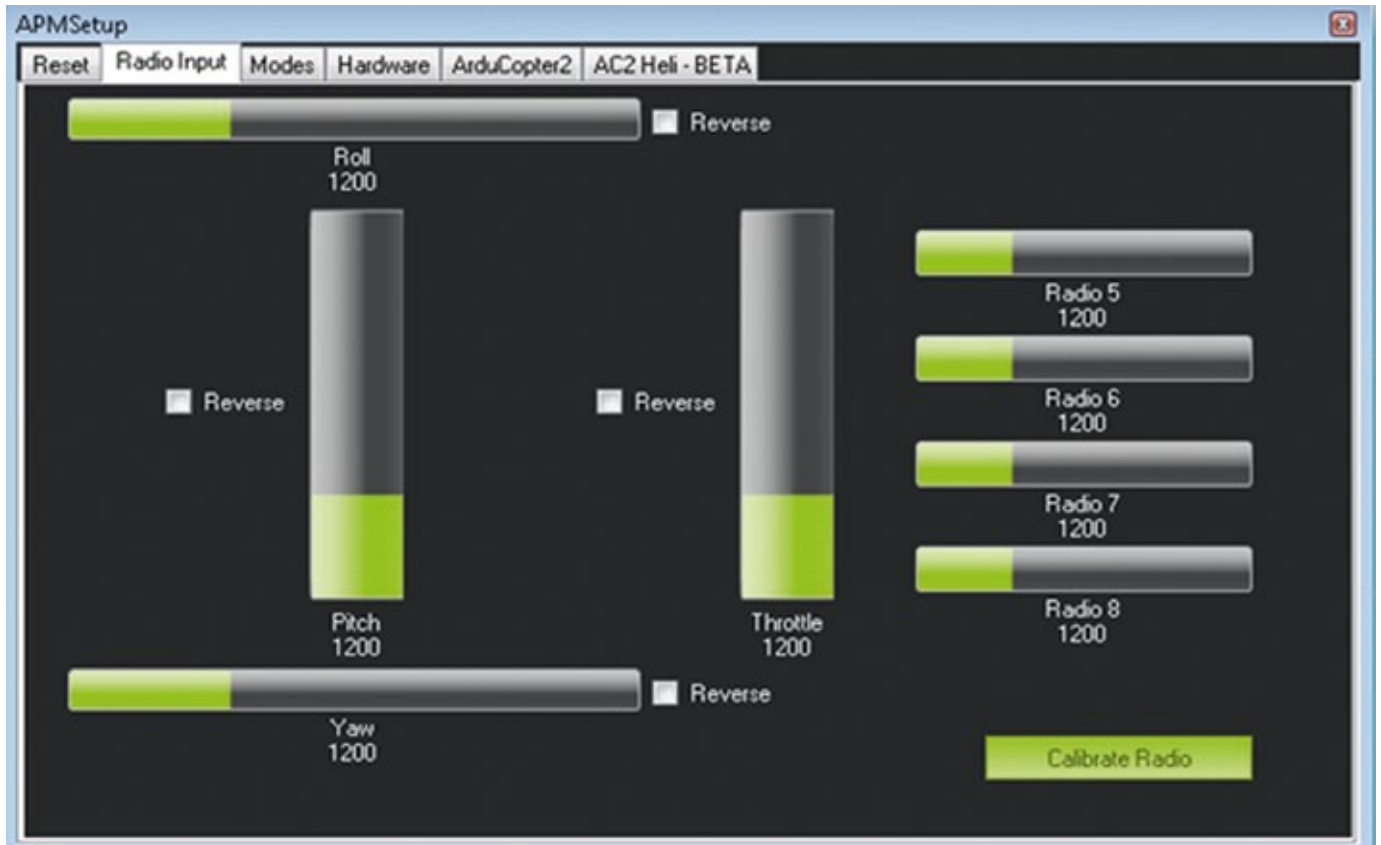 APMSetup
Reset Radio Input Modes Hardware ArduCopter2 AC2 Heli - BETA
Reverse
Roll
1200
Radio 5
1200
Radio 6
1200
Reverse
Reverse
Radio 7
1200
Radio 8
1200
Pitch
1200
Throttle
1200
Reverse
Yaw
1200
Calibrate Radio